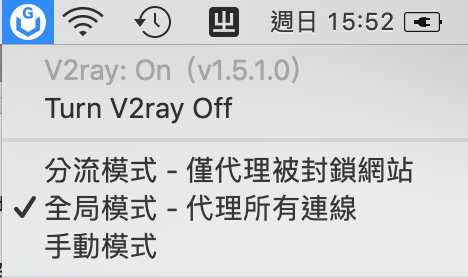 G 週日 15:52
V2ray: On（v1.5.1.0）
Turn V2ray Off
分流模式 - 僅代理被封鎖網站
✓ 全局模式 - 代理所有連線
手動模式